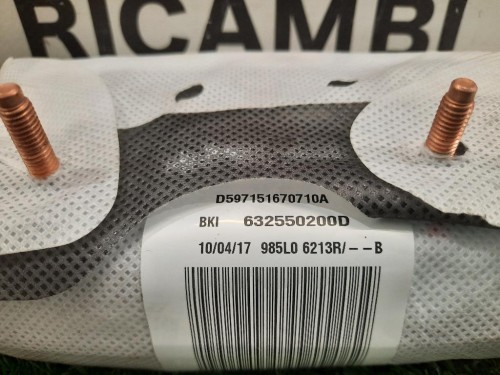 RICAMBI
D597151670710A
BKI 632550200D
10/04/17 985L0 6213R/--B